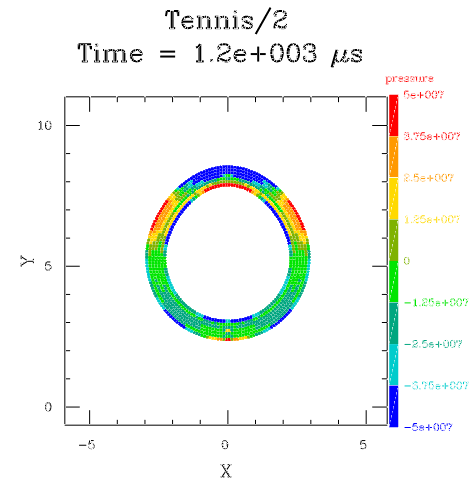 Tennis/2
Time = 1.2e+003 μs
pressure
5e+007
3.75e+007
2.5e+007
1.25e+007
0
-1.25e+007
-2.5e+007
-3.75e+007
-5e+007
10
5
0
Y
-5
0
5
X